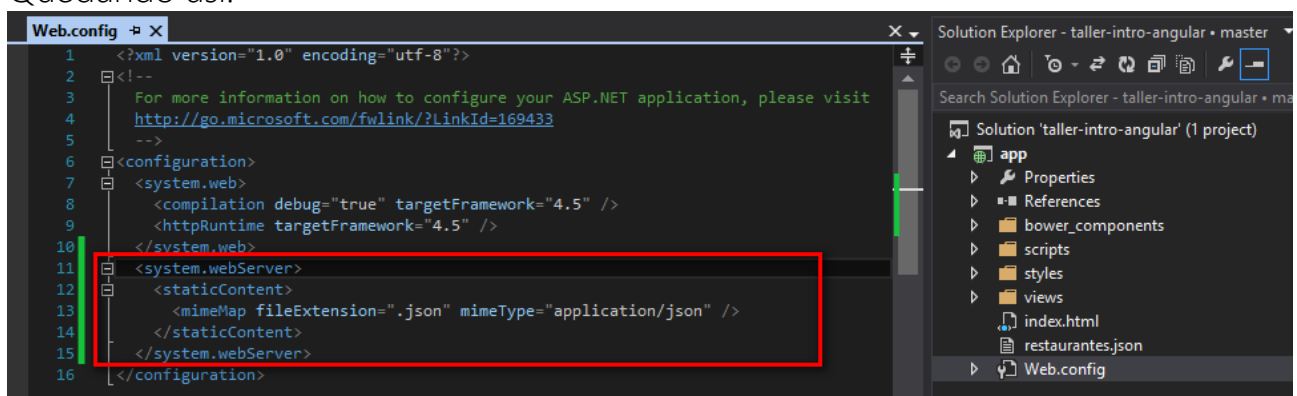 Quedando así:
Web.config
1 <?xml version="1.0" encoding="utf-8"?>
2 <!--
3 For more information on how to configure your ASP.NET application, please visit
4 http://go.microsoft.com/fwlink/?LinkId=169433
5 -->
6 <configuration>
7 <system.web>
8 <compilation debug="true" targetFramework="4.5" />
9 <httpRuntime targetFramework="4.5" />
10 </system.web>
11 <system.webServer>
12 <staticContent>
13 <mimeMap fileExtension=".json" mimeType="application/json" />
14 </staticContent>
15 </system.webServer>
16 </configuration>
Solution Explorer - taller-intro-angular • master
Search Solution Explorer - taller-intro-angular • ma
Solution 'taller-intro-angular' (1 project)
app
Properties
References
bower_components
scripts
styles
views
index.html
restaurantes.json
Web.config